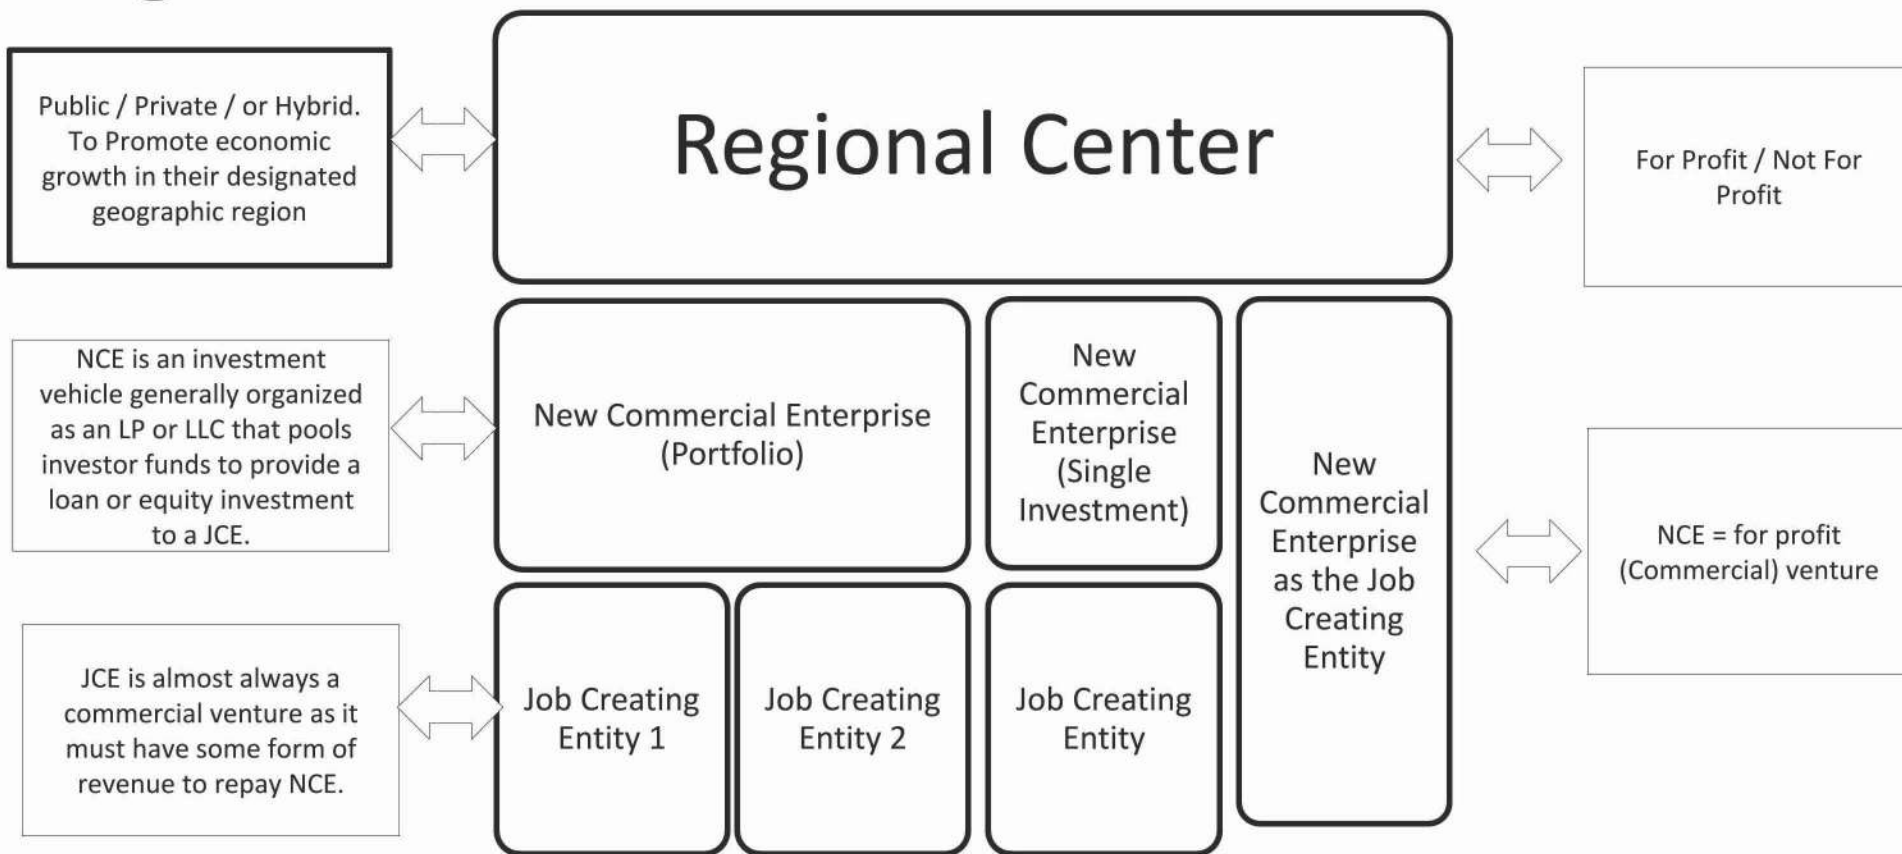 Public / Private / or Hybrid.
To Promote economic
growth in their designated
geographic region
Regional Center
For Profit / Not For
Profit
NCE is an investment
vehicle generally organized
as an LP or LLC that pools
investor funds to provide a
loan or equity investment
to a JCE.
New Commercial Enterprise
(Portfolio)
New
Commercial
Enterprise
(Single
Investment)
New
Commercial
Enterprise
as the Job
Creating
Entity
NCE = for profit
(Commercial) venture
JCE is almost always a
commercial venture as it
must have some form of
revenue to repay NCE.
Job Creating
Entity 1
Job Creating
Entity 2
Job Creating
Entity